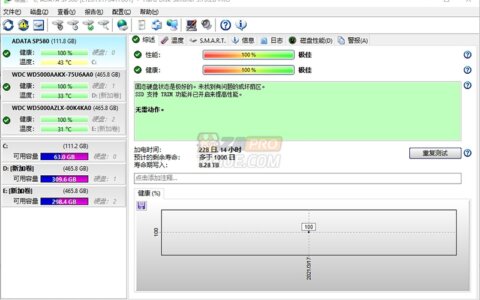 文件(F) 磁盘(Z) 查看(V) 报告(R) 配置(C) 帮助(H)
ADATA SP580 (111.8 GB)
健康: 100 % 硬盘: 0
温度: 43 °C C:
WDC WD5000AAKX-75U6AA0 (465.8 GB)
健康: 100 % 硬盘: 1
温度: 33 °C D: [新加卷]
WDC WD5000AZLX-00K4KA0 (465.8 GB)
健康: 100 % 硬盘: 2
温度: 31 °C E: [新加卷]
C: (111.2 GB)
可用容量 63.0 GB 硬盘: 0
D: [新加卷] (465.8 GB)
可用容量 309.6 GB 硬盘: 1
E: [新加卷] (465.8 GB)
可用容量 298.4 GB 硬盘: 2
综述 温度 S.M.A.R.T. 信息 日志 磁盘性能(D) 警报(A)
性能: 100 % 极佳
健康: 100 % 极佳
固态硬盘状态是极好的。未找到有问题的或坏扇区。
SSD 支持 TRIM 功能并已开启来提高性能。
无需动作。
加电时间: 228 日, 14 小时
预计的剩余寿命: 多于 1000 日
寿命期写入: 8.28 TB
重复测试
点击添加注释...
健康 (%)
100
100
2021/3/17